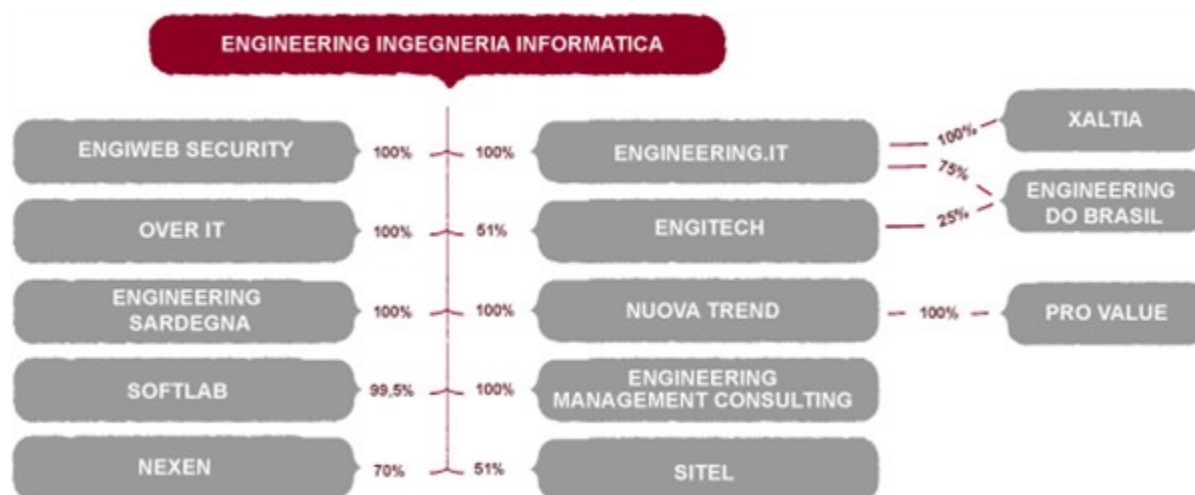 ENGINEERING INGEGNERIA INFORMATICA
ENGIWEB SECURITY
100%
100%
ENGINEERING.IT
100%
XALTIA
75%
OVER IT
100%
51%
ENGITECH
25%
ENGINEERING
DO BRASIL
ENGINEERING
SARDEGNA
100%
100%
NUOVA TREND
100%
PRO VALUE
SOFTLAB
99,5%
100%
ENGINEERING
MANAGEMENT CONSULTING
NEXEN
70%
51%
SITEL